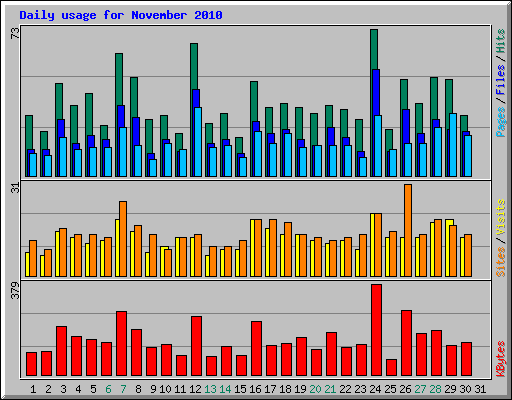 Daily usage for November 2010
73
31
379
Pages / Files / Hits
Sites / Visits
KBytes
1 2 3 4 5 6 7 8 9 10 11 12 13 14 15 16 17 18 19 20 21 22 23 24 25 26 27 28 29 30 31